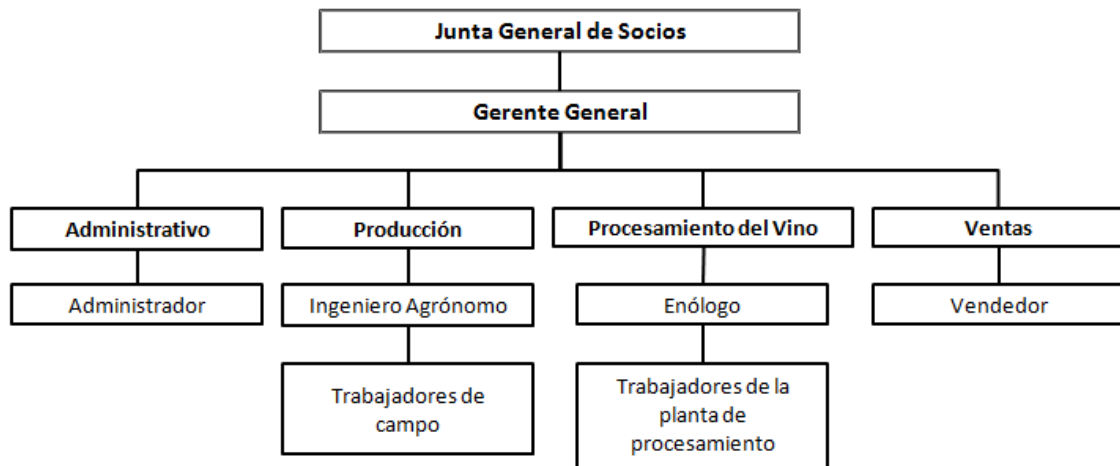 Junta General de Socios
Gerente General
Administrativo
Producción
Procesamiento del Vino
Ventas
Administrador
Ingeniero Agrónomo
Enólogo
Vendedor
Trabajadores de
campo
Trabajadores de la
planta de
procesamiento